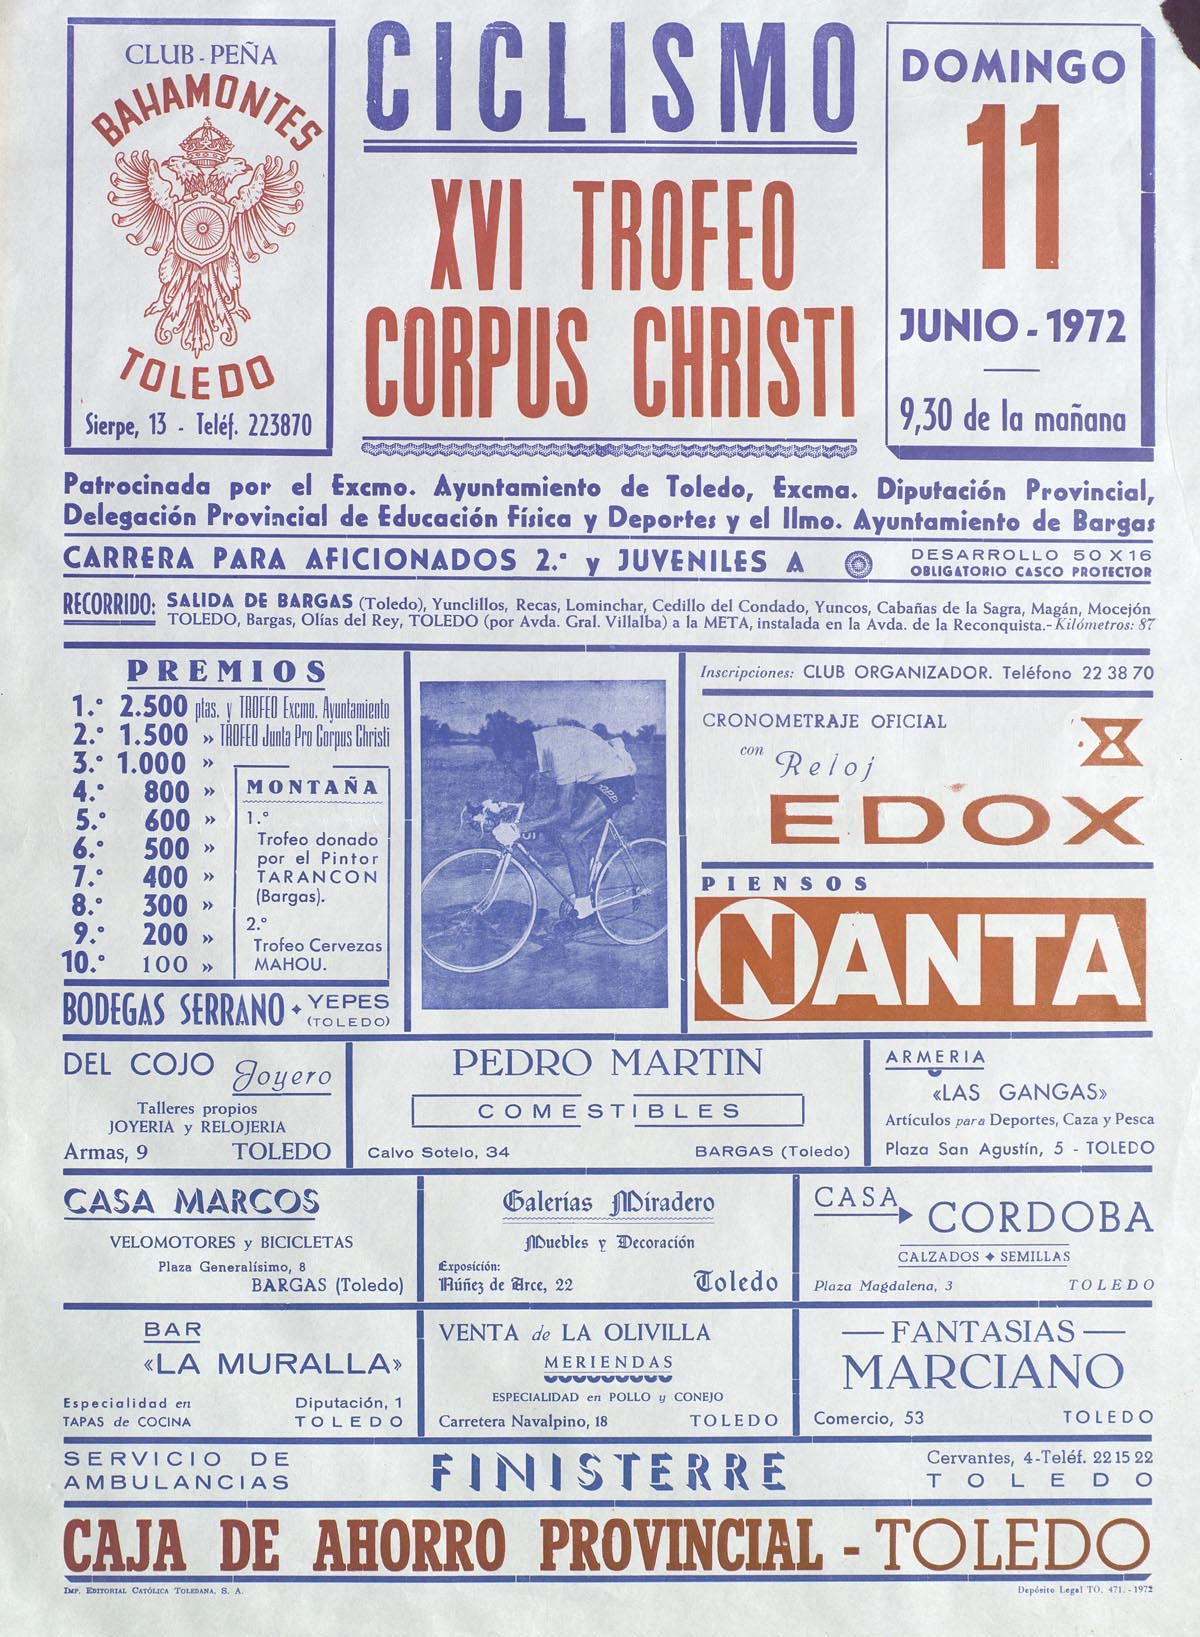 CLUB-PEÑA
BAHAMONTES
TOLEDO
Sierpe, 13 - Teléf. 223870
CICLISMO
XVI TROFEO
CORPUS CHRISTI
DOMINGO
11
JUNIO - 1972
9,30 de la mañana
Patrocinada por el Excmo. Ayuntamiento de Toledo, Excma. Diputación Provincial,
Delegación Provincial de Educación Física y Deportes y el Ilmo. Ayuntamiento de Bargas
CARRERA PARA AFICIONADOS 2.ª y JUVENILES A
DESARROLLO 50 X 16
OBLIGATORIO CASCO PROTECTOR
RECORRIDO: SALIDA DE BARGAS (Toledo), Yunclillos, Recas, Lominchar, Cedillo del Condado, Yuncos, Cabañas de la Sagra, Magán, Mocejón
TOLEDO, Bargas, Olías del Rey, TOLEDO (por Avda. Gral. Villalba) a la META, instalada en la Avda. de la Reconquista.- Kilómetros: 87
PREMIOS
1.º 2.500 ptas. y TROFEO Excmo. Ayuntamiento
2.º 1.500 » TROFEO Junta Pro Corpus Christi
3.º 1.000 »
4.º 800 »
5.º 600 »
6.º 500 »
7.º 400 »
8.º 300 »
9.º 200 »
10.º 100 »
MONTAÑA
1.º
Trofeo donado
por el Pintor
TARANCON
(Bargas).
2.º
Trofeo Cervezas
MAHOU.
BODEGAS SERRANO
YEPES
(TOLEDO)
Inscripciones: CLUB ORGANIZADOR. Teléfono 22 38 70
CRONOMETRAJE OFICIAL
con Reloj
EDOX
PIENSOS
NANTA
DEL COJO Joyero
Talleres propios
JOYERIA y RELOJERIA
Armas, 9 TOLEDO
PEDRO MARTIN
COMESTIBLES
Calvo Sotelo, 34 BARGAS (Toledo)
ARMERIA
«LAS GANGAS»
Artículos para Deportes, Caza y Pesca
Plaza San Agustín, 5 - TOLEDO
CASA MARCOS
VELOMOTORES y BICICLETAS
Plaza Generalísimo, 8
BARGAS (Toledo)
Galerías Miradero
Muebles y Decoración
Exposición:
Núñez de Arce, 22 Toledo
CASA CORDOBA
CALZADOS SEMILLAS
Plaza Magdalena, 3 TOLEDO
BAR
«LA MURALLA»
Especialidad en
TAPAS de COCINA
Diputación, 1
TOLEDO
VENTA de LA OLIVILLA
MERIENDAS
ESPECIALIDAD en POLLO y CONEJO
Carretera Navalpino, 18 TOLEDO
FANTASIAS
MARCIANO
Comercio, 53 TOLEDO
SERVICIO DE
AMBULANCIAS
FINISTERRE
Cervantes, 4-Teléf. 22 15 22
TOLEDO
CAJA DE AHORRO PROVINCIAL - TOLEDO
IMP. EDITORIAL CATÓLICA TOLEDANA, S. A.
Depósito Legal TO. 471. - 1972